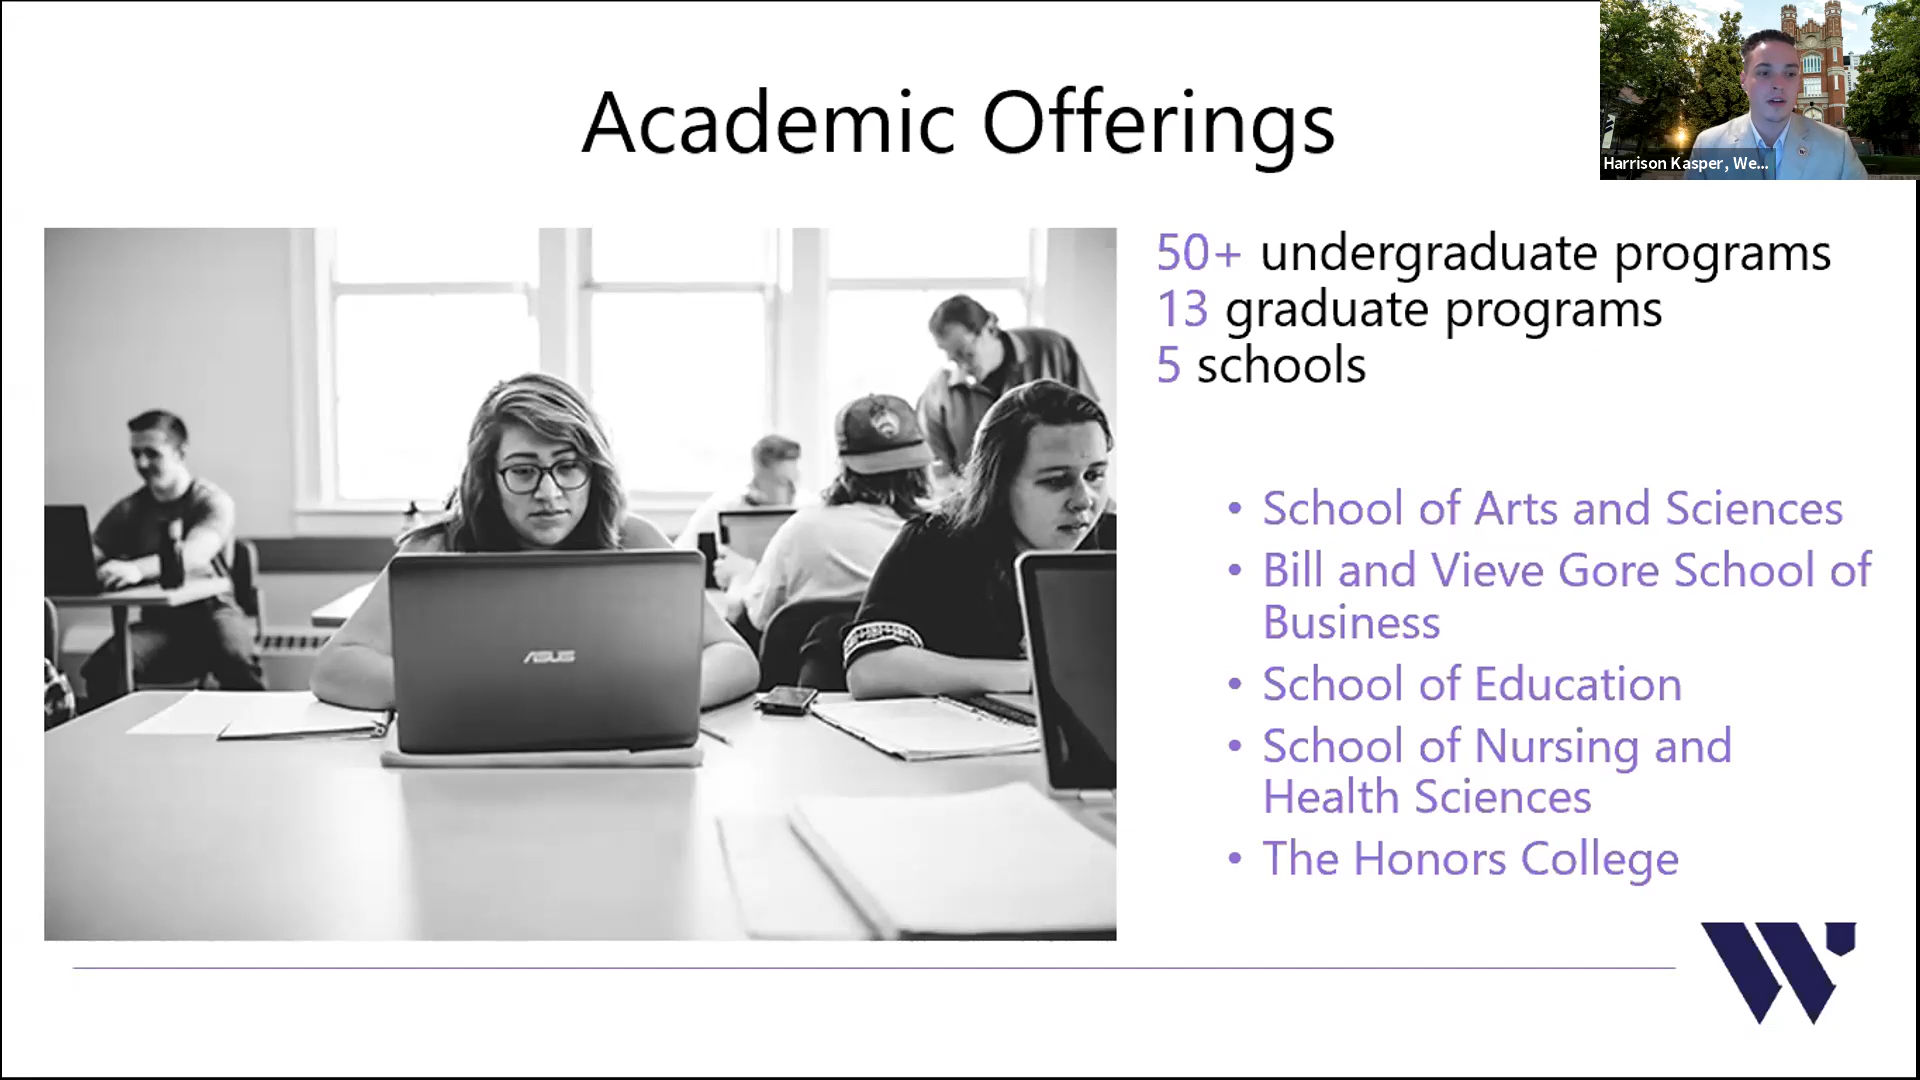 Academic Offerings
Harrison Kasper, We...
50+ undergraduate programs
13 graduate programs
5 schools
• School of Arts and Sciences
• Bill and Vieve Gore School of
Business
• School of Education
• School of Nursing and
Health Sciences
• The Honors College
ASUS
W